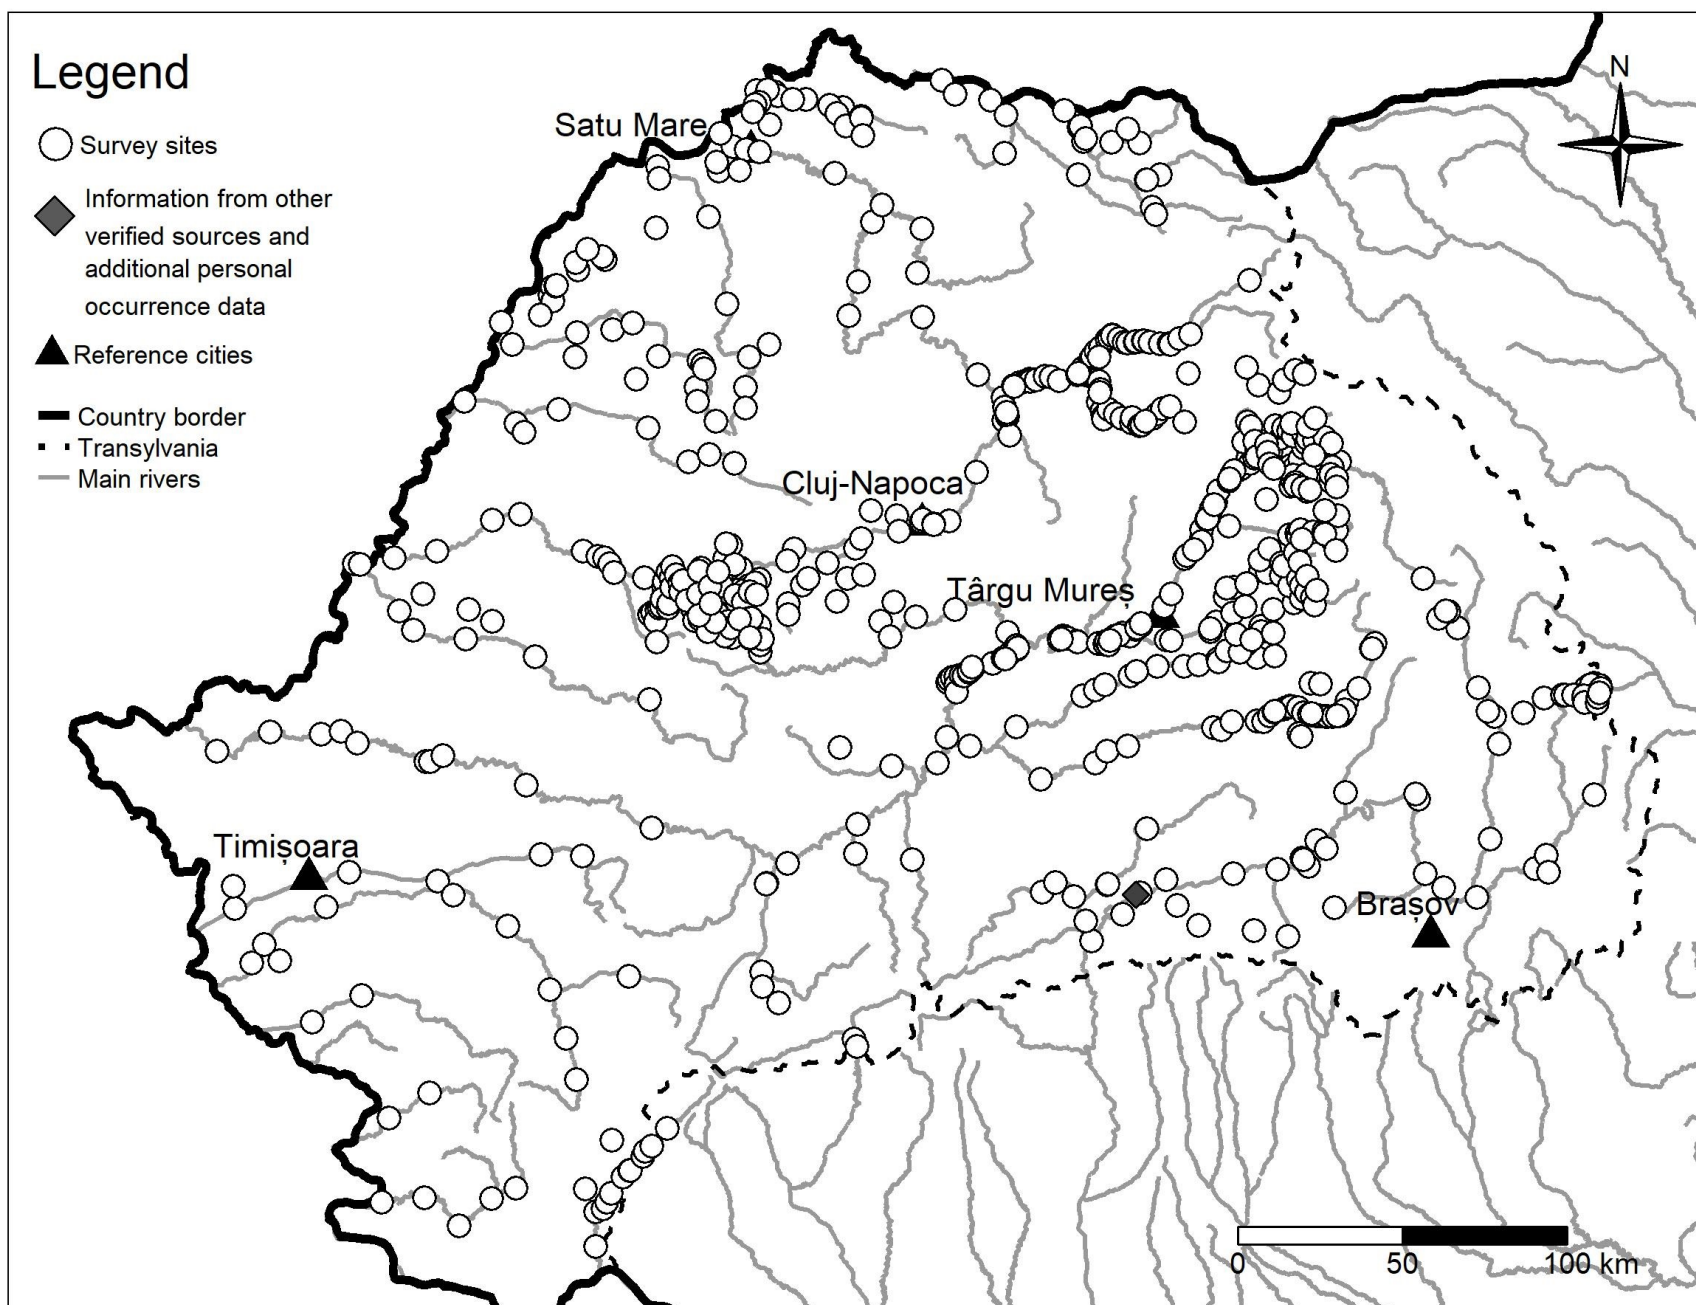 Legend
Survey sites
Information from other
verified sources and
additional personal
occurrence data
Reference cities
Country border
Transylvania
Main rivers
N
Satu Mare
Cluj-Napoca
Târgu Mureș
Timișoara
Brașov
0 50 100 km